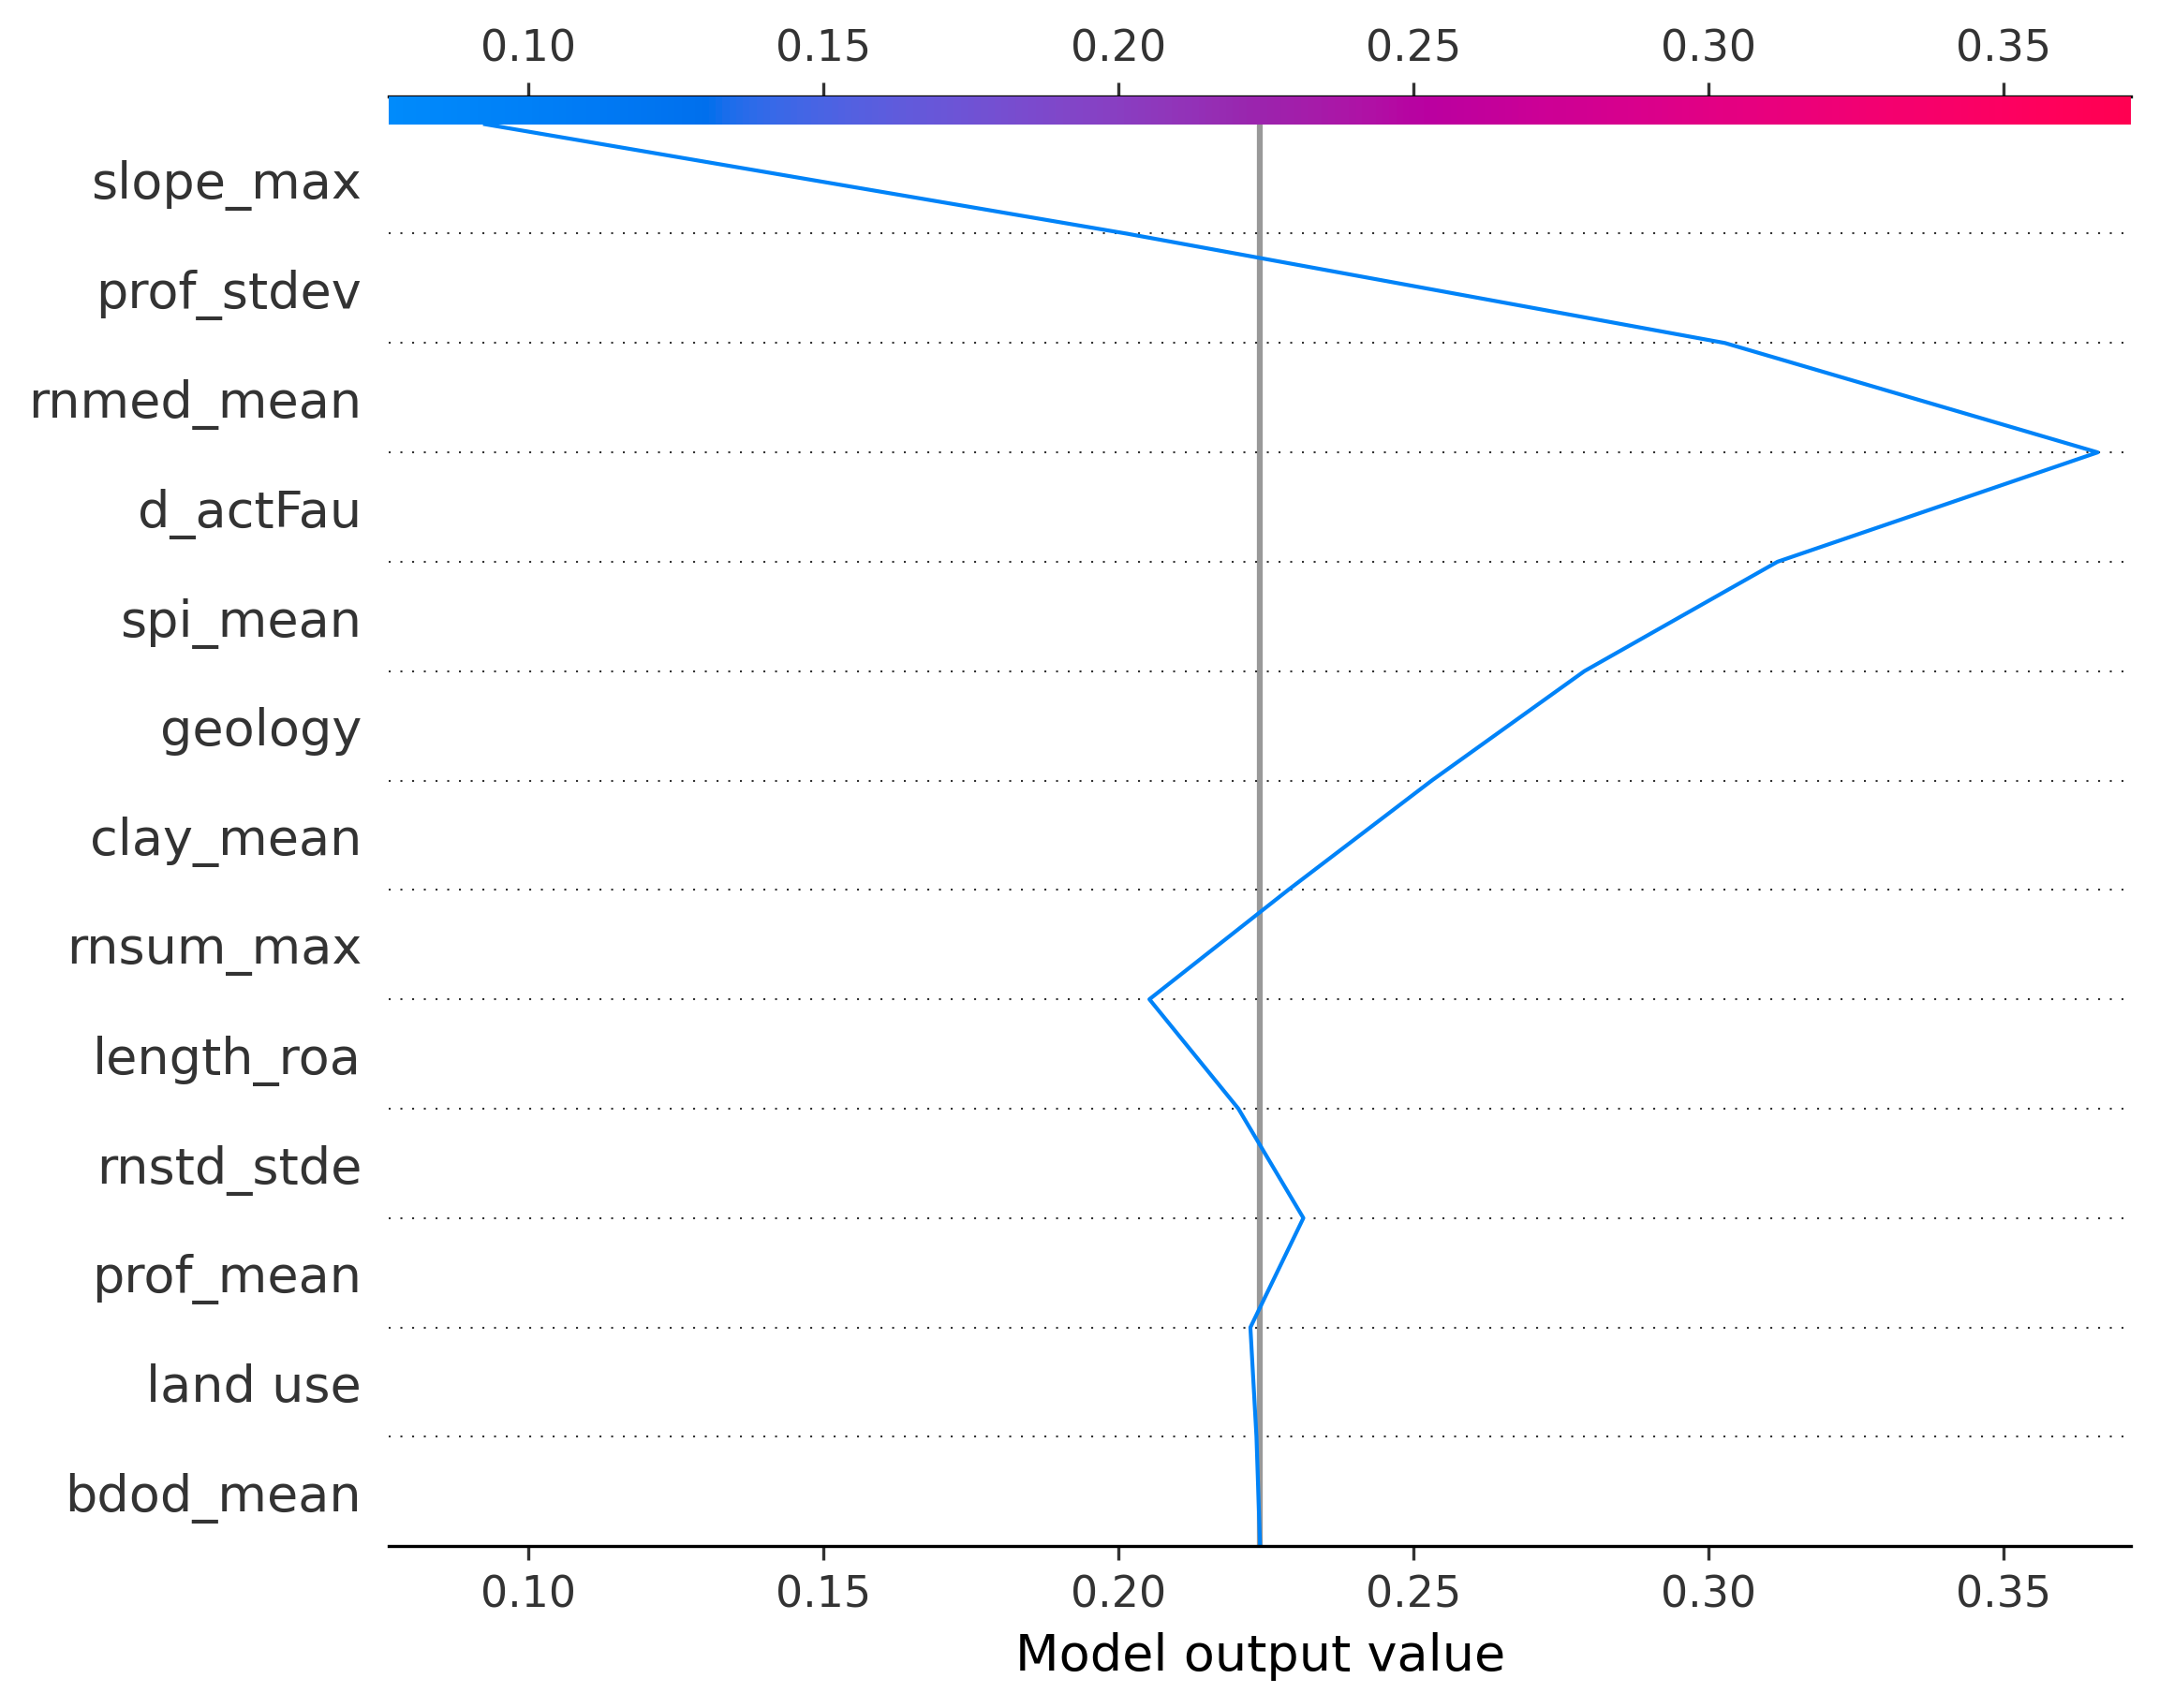 0.10 0.15 0.20 0.25 0.30 0.35
slope_max
prof_stdev
rnmed_mean
d_actFau
spi_mean
geology
clay_mean
rnsum_max
length_roa
rnstd_stde
prof_mean
land use
bdod_mean
0.10 0.15 0.20 0.25 0.30 0.35
Model output value